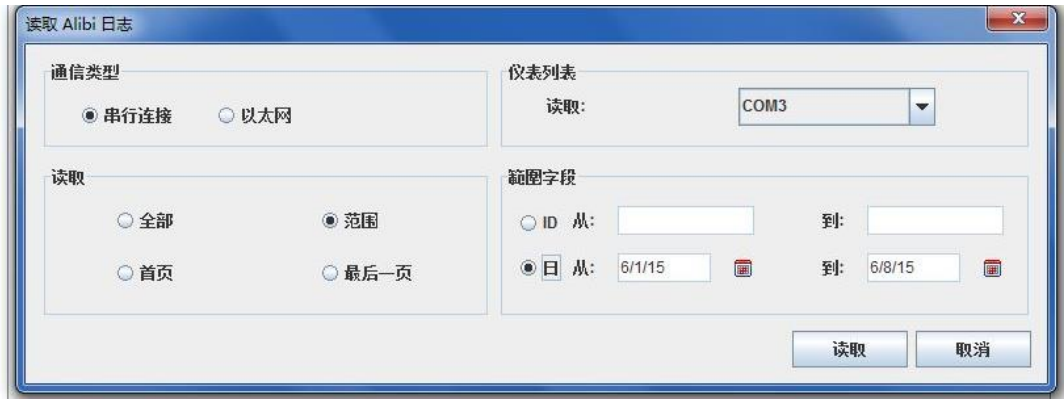 读取 Alibi 日志
通信类型
串行连接 以太网
仪表列表
读取: COM3
读取
全部 范围
首页 最后一页
範圍字段
ID 从: 到:
日 从: 6/1/15 到: 6/8/15
读取 取消